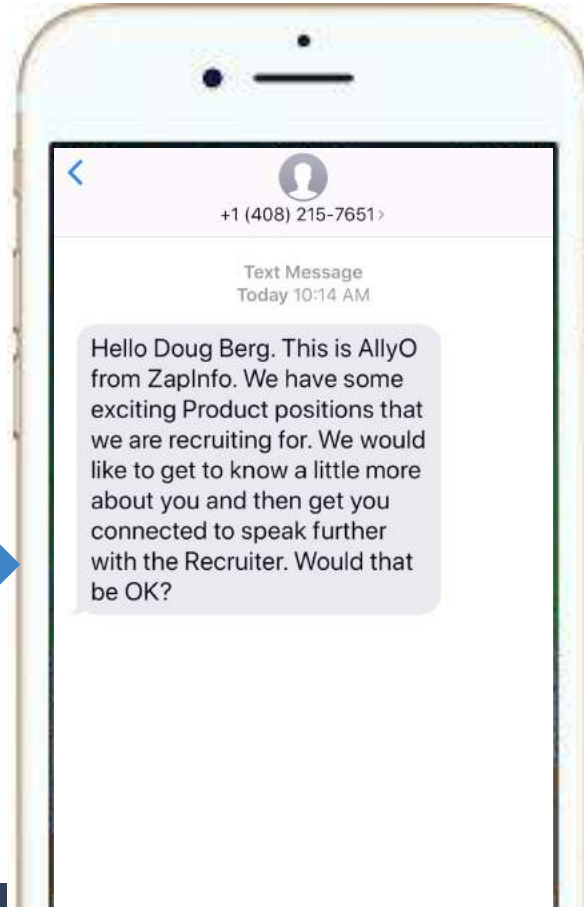 +1 (408) 215-7651 >
Text Message
Today 10:14 AM
Hello Doug Berg. This is AllyO
from ZapInfo. We have some
exciting Product positions that
we are recruiting for. We would
like to get to know a little more
about you and then get you
connected to speak further
with the Recruiter. Would that
be OK?